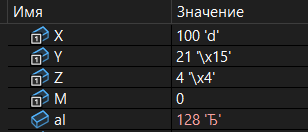 Имя Значение
X 100 'd'
Y 21 '\x15'
Z 4 '\x4'
M 0
al 128 'Ђ'